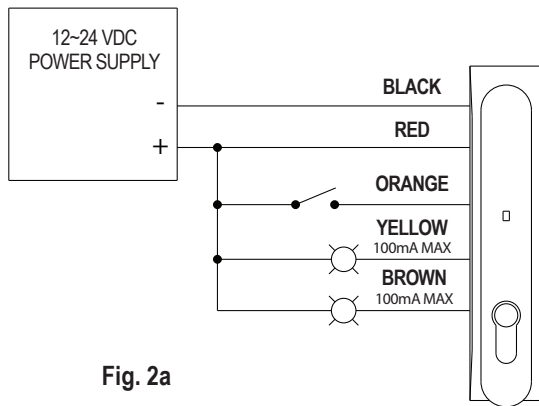 12~24 VDC
POWER SUPPLY
-
+
BLACK
RED
ORANGE
YELLOW
100mA MAX
BROWN
100mA MAX
Fig. 2a